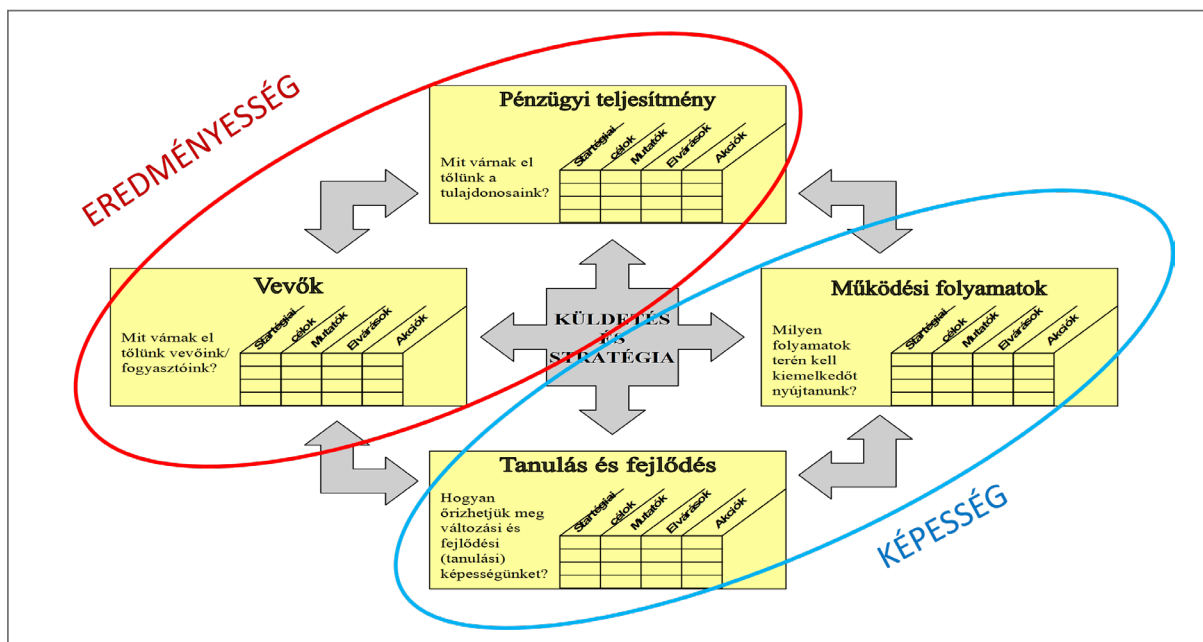 EREDMÉNYESSÉG
Pénzügyi teljesítmény
Mit várnak el
tőlünk a
tulajdonosaink?
Startégiai
célok
Mutatók
Elvárások
Akciók
Vevők
Mit várnak el
tőlünk vevőink/
fogyasztóink?
Startégiai
célok
Mutatók
Elvárások
Akciók
KÜLDETÉS
ÉS
STRATÉGIA
Működési folyamatok
Milyen
folyamatok
terén kell
kiemelkedőt
nyújtanunk?
Startégiai
célok
Mutatók
Elvárások
Akciók
Tanulás és fejlődés
Hogyan
őrizhetjük meg
változási és
fejlődési
(tanulási)
képességünket?
Startégiai
célok
Mutatók
Elvárások
Akciók
KÉPESSÉG